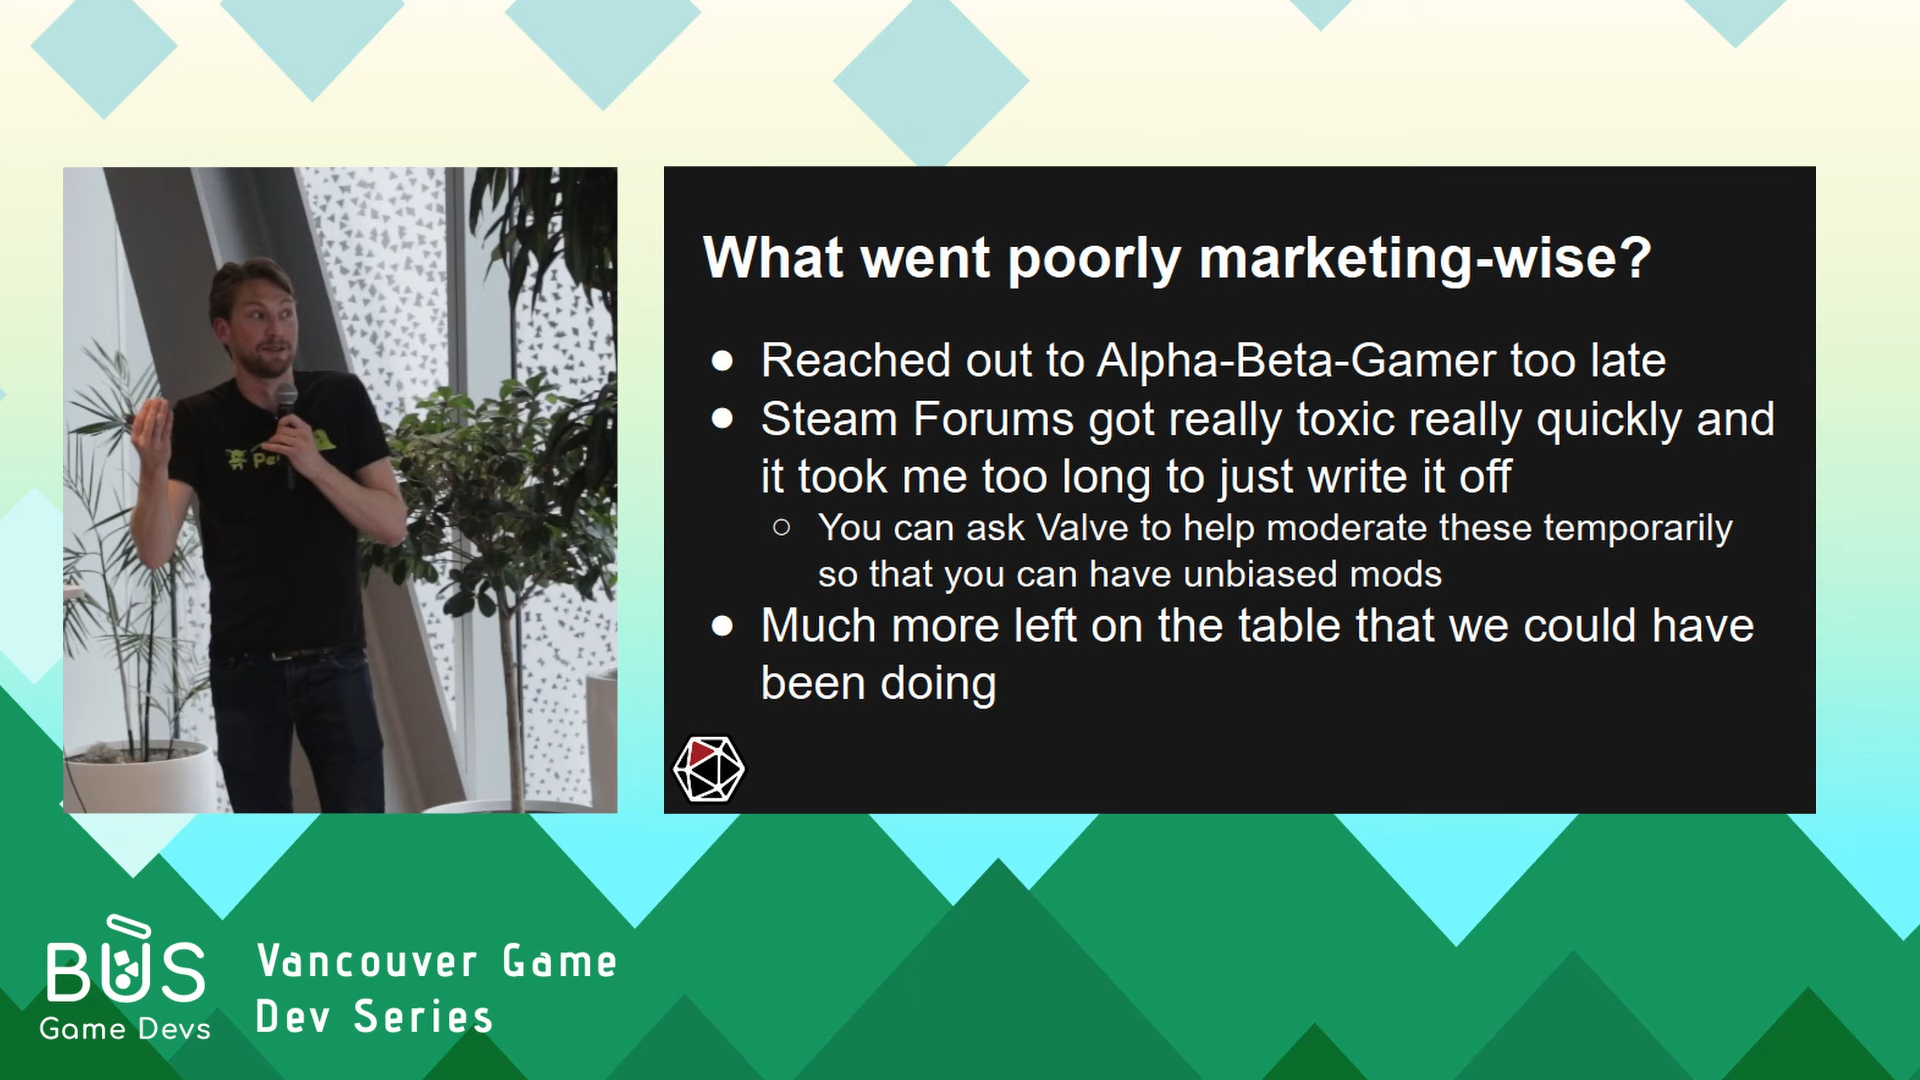 What went poorly marketing-wise?
● Reached out to Alpha-Beta-Gamer too late
● Steam Forums got really toxic really quickly and
it took me too long to just write it off
○ You can ask Valve to help moderate these temporarily
so that you can have unbiased mods
● Much more left on the table that we could have
been doing
BUS
Game Devs
Vancouver Game
Dev Series